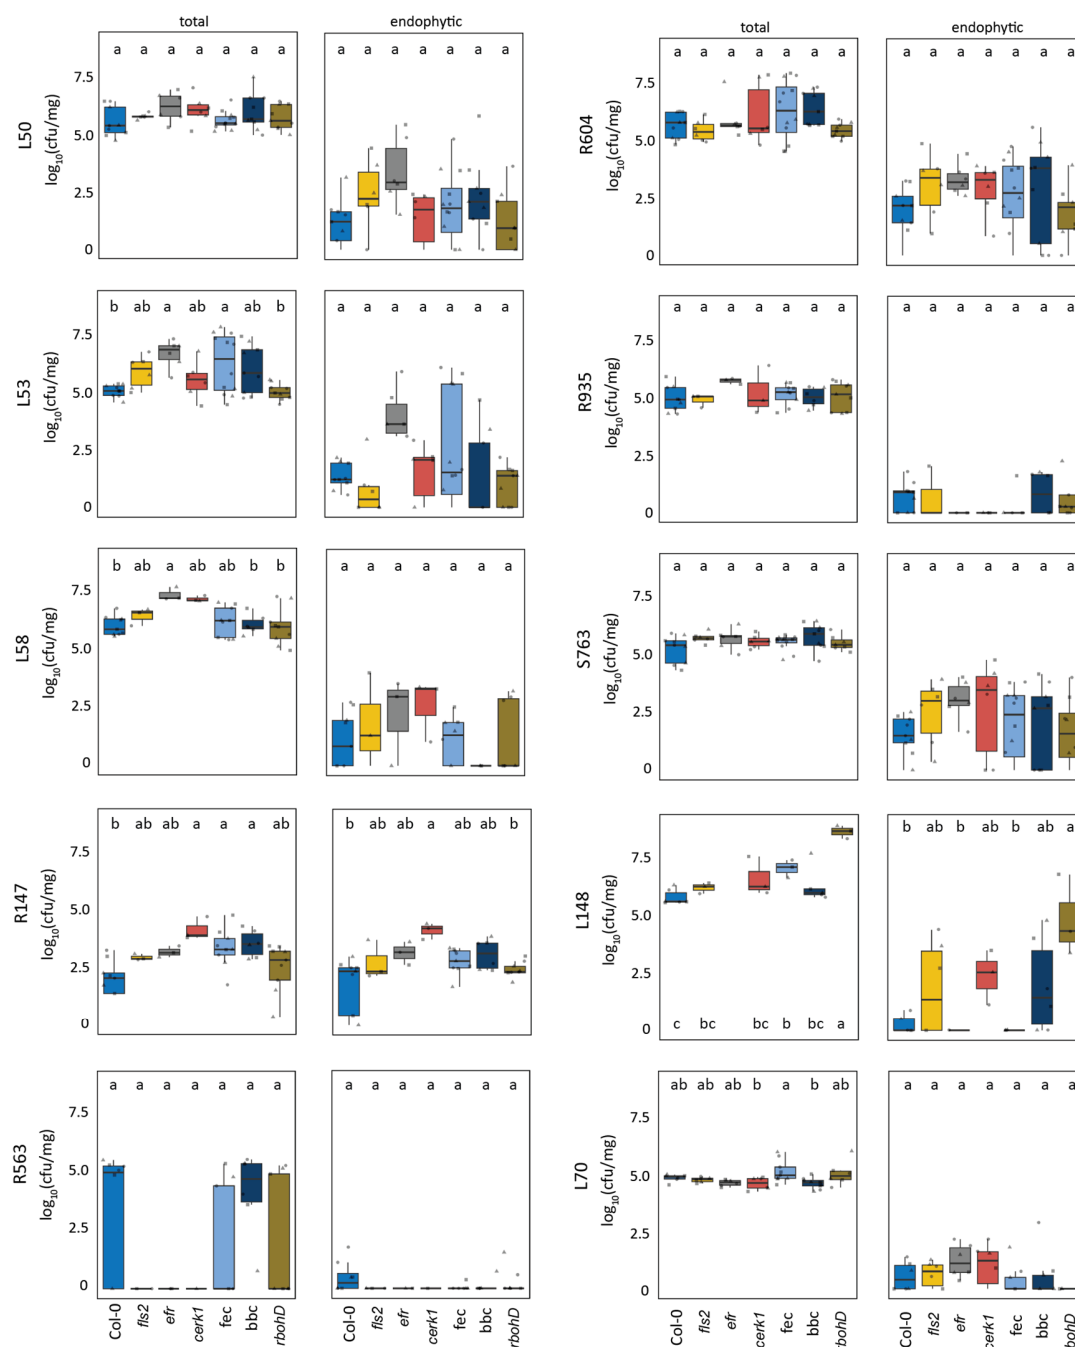 total endophytic
a a a a a a a a a a a a a a
L50
log10(cfu/mg)
7.5
5.0
2.5
0
b ab a ab a ab b a a a a a a a
L53
log10(cfu/mg)
7.5
5.0
2.5
0
b ab a ab ab b b a a a a a a a
L58
log10(cfu/mg)
7.5
5.0
2.5
0
b ab ab a a a ab b ab ab a ab ab b
R147
log10(cfu/mg)
7.5
5.0
2.5
0
a a a a a a a a a a a a a a
R563
log10(cfu/mg)
7.5
5.0
2.5
0
Col-0 fls2 efr cerk1 fec bbc rbohD Col-0 fls2 efr cerk1 fec bbc rbohD
total endophytic
a a a a a a a a a a a a a a
R604
log10(cfu/mg)
7.5
5.0
2.5
0
a a a a a a a a a a a a a a
R935
log10(cfu/mg)
7.5
5.0
2.5
0
a a a a a a a a a a a a a a
S763
log10(cfu/mg)
7.5
5.0
2.5
0
b ab b ab b ab a
L148
log10(cfu/mg)
7.5
5.0
2.5
0
c bc bc b bc a
ab ab ab b a b ab a a a a a a a
L70
log10(cfu/mg)
7.5
5.0
2.5
0
Col-0 fls2 efr cerk1 fec bbc rbohD Col-0 fls2 efr cerk1 fec bbc rbohD